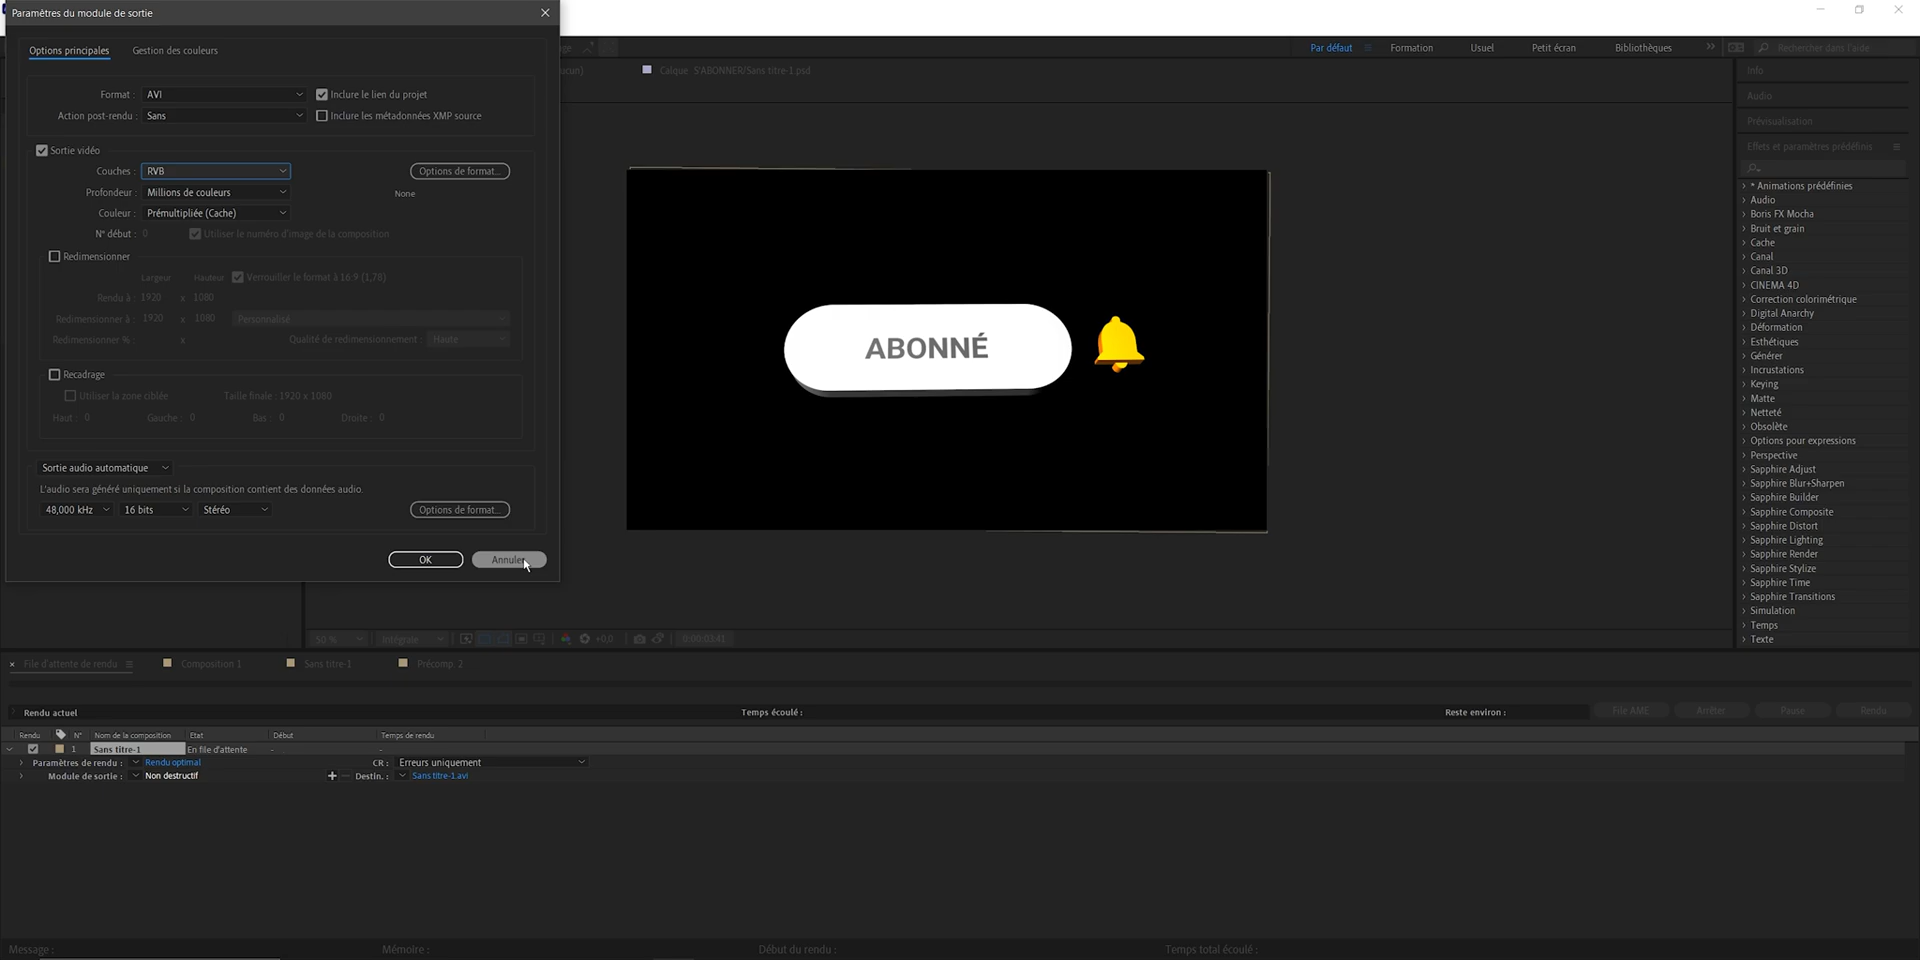 Paramètres du module de sortie
Options principales
Gestion des couleurs
Format : AVI
Inclure le lien du projet
Action post-rendu : Sans
Inclure les métadonnées XMP source
Sortie vidéo
Couches : RVB
Options de format...
Profondeur : Millions de couleurs
None
Couleur : Prémultipliée (Cache)
N° début : 0
Utiliser le numéro d'image de la composition
Redimensionner
Largeur Hauteur Verrouiller le format à 16:9 (1,78)
Rendu à : 1920 x 1080
Redimensionner à : 1920 x 1080 Personnalisé
Redimensionner % : x Qualité de redimensionnement : Haute
Recadrage
Utiliser la zone ciblée Taille finale : 1920 x 1080
Haut : 0 Gauche : 0 Bas : 0 Droite : 0
Sortie audio automatique
L'audio sera généré uniquement si la composition contient des données audio.
48,000 kHz 16 bits Stéréo
Options de format...
OK
Annuler
Par défaut
Formation
Usuel
Petit écran
Bibliothèques
Rechercher dans l'aide
Calque S'ABONNER/Sans titre-1.psd
ABONNÉ
50 % Intégrale +0,0 0:00:03:41
Info
Audio
Prévisualisation
Effets et paramètres prédéfinis
* Animations prédéfinies
Audio
Boris FX Mocha
Bruit et grain
Cache
Canal
Canal 3D
CINEMA 4D
Correction colorimétrique
Digital Anarchy
Déformation
Esthétiques
Générer
Incrustations
Keying
Matte
Netteté
Obsolète
Options pour expressions
Perspective
Sapphire Adjust
Sapphire Blur+Sharpen
Sapphire Builder
Sapphire Composite
Sapphire Distort
Sapphire Lighting
Sapphire Render
Sapphire Stylize
Sapphire Time
Sapphire Transitions
Simulation
Temps
Texte
File d'attente de rendu
Composition 1
Sans titre-1
Précomp. 2
Rendu actuel
Temps écoulé :
Reste environ :
File AME
Arrêter
Pause
Rendu
Rendu N° Nom de la composition Etat Début Temps de rendu
1 Sans titre-1 En file d'attente - -
Paramètres de rendu : Rendu optimal CR : Erreurs uniquement
Module de sortie : Non destructif Destin. : Sans titre-1.avi
Message :
Mémoire :
Début du rendu :
Temps total écoulé :